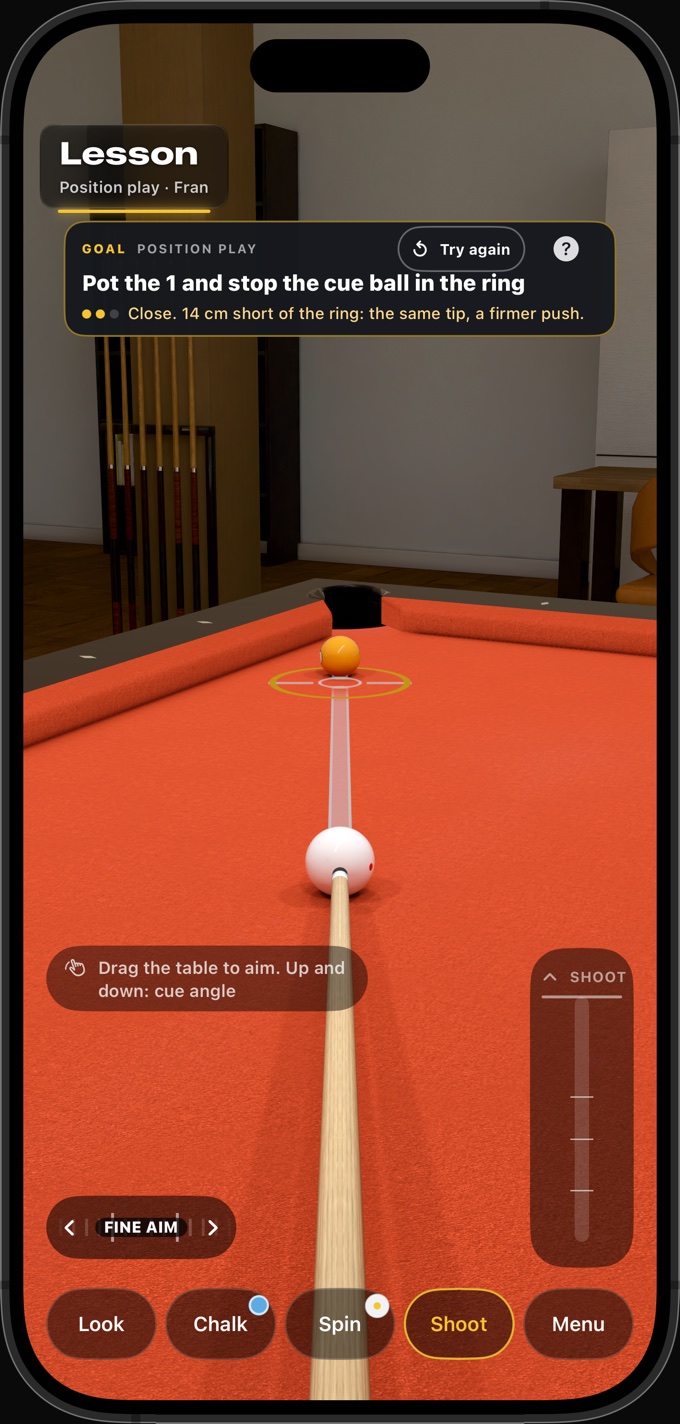 Lesson
Position play · Fran
GOAL POSITION PLAY
Try again
?
Pot the 1 and stop the cue ball in the ring
Close. 14 cm short of the ring: the same tip, a firmer push.
Drag the table to aim. Up and
down: cue angle
SHOOT
FINE AIM
Look
Chalk
Spin
Shoot
Menu